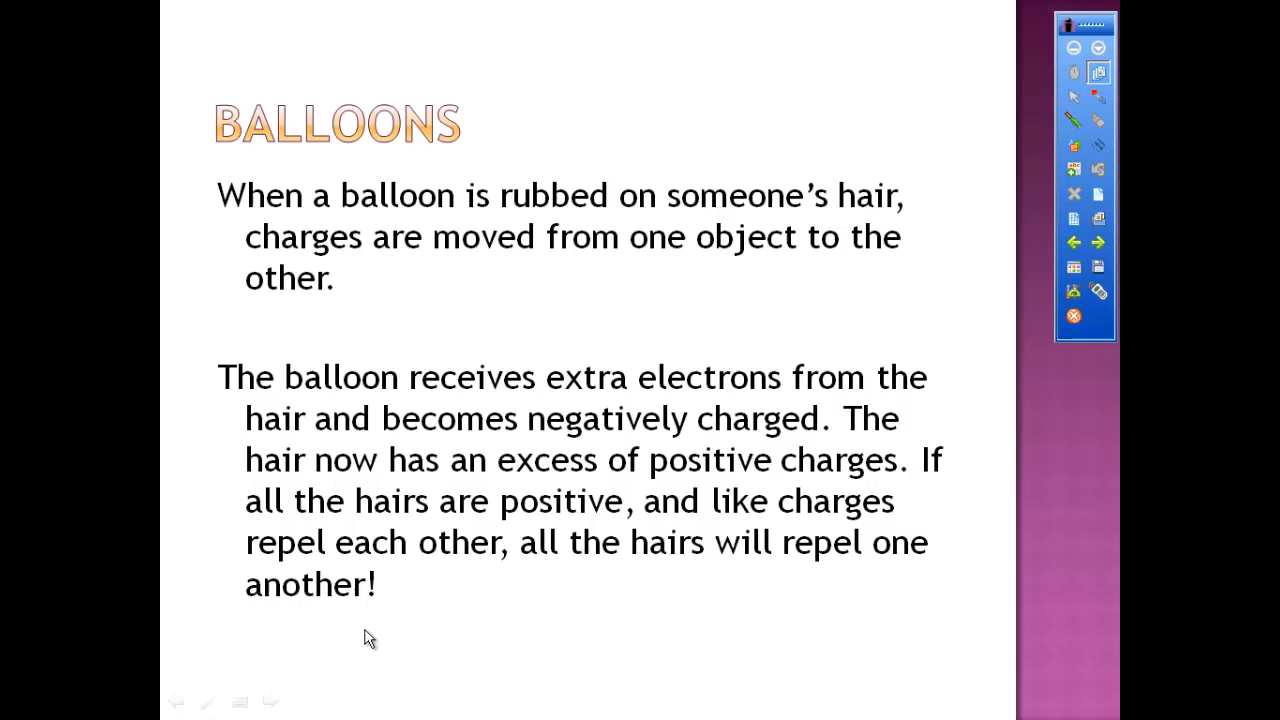 BALLOONS
When a balloon is rubbed on someone’s hair,
charges are moved from one object to the
other.
The balloon receives extra electrons from the
hair and becomes negatively charged. The
hair now has an excess of positive charges. If
all the hairs are positive, and like charges
repel each other, all the hairs will repel one
another!